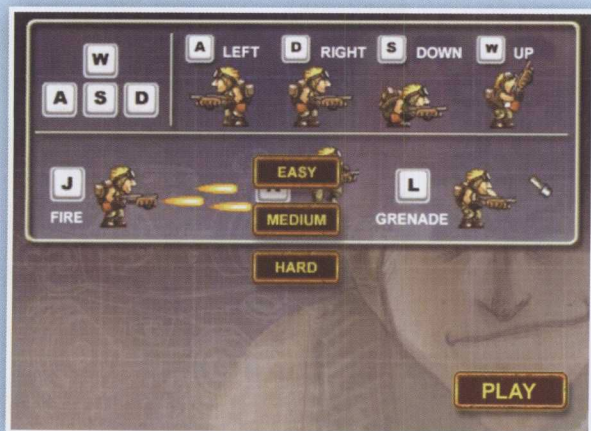 W
A S D
A LEFT D RIGHT S DOWN W UP
J
FIRE
EASY
MEDIUM
HARD
L
GRENADE
PLAY